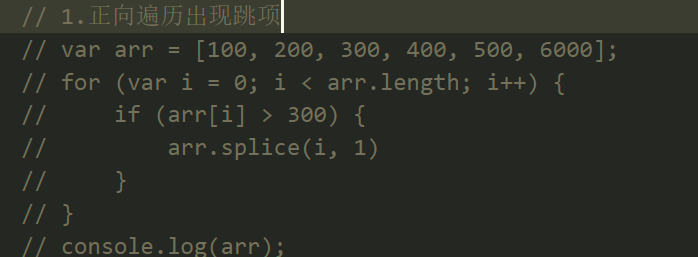 // 1.正向遍历出现跳项
// var arr = [100, 200, 300, 400, 500, 6000];
// for (var i = 0; i < arr.length; i++) {
//     if (arr[i] > 300) {
//         arr.splice(i, 1)
//     }
// }
// console.log(arr);